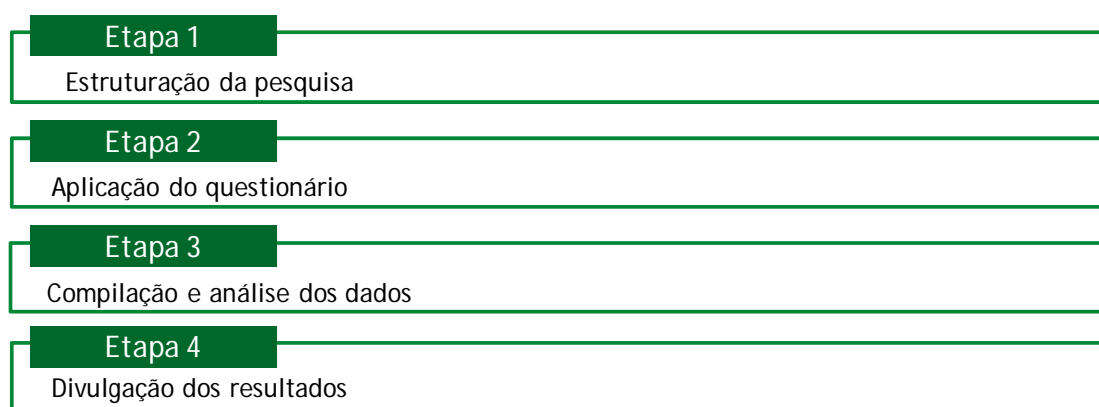 Etapa 1
Estruturação da pesquisa
Etapa 2
Aplicação do questionário
Etapa 3
Compilação e análise dos dados
Etapa 4
Divulgação dos resultados